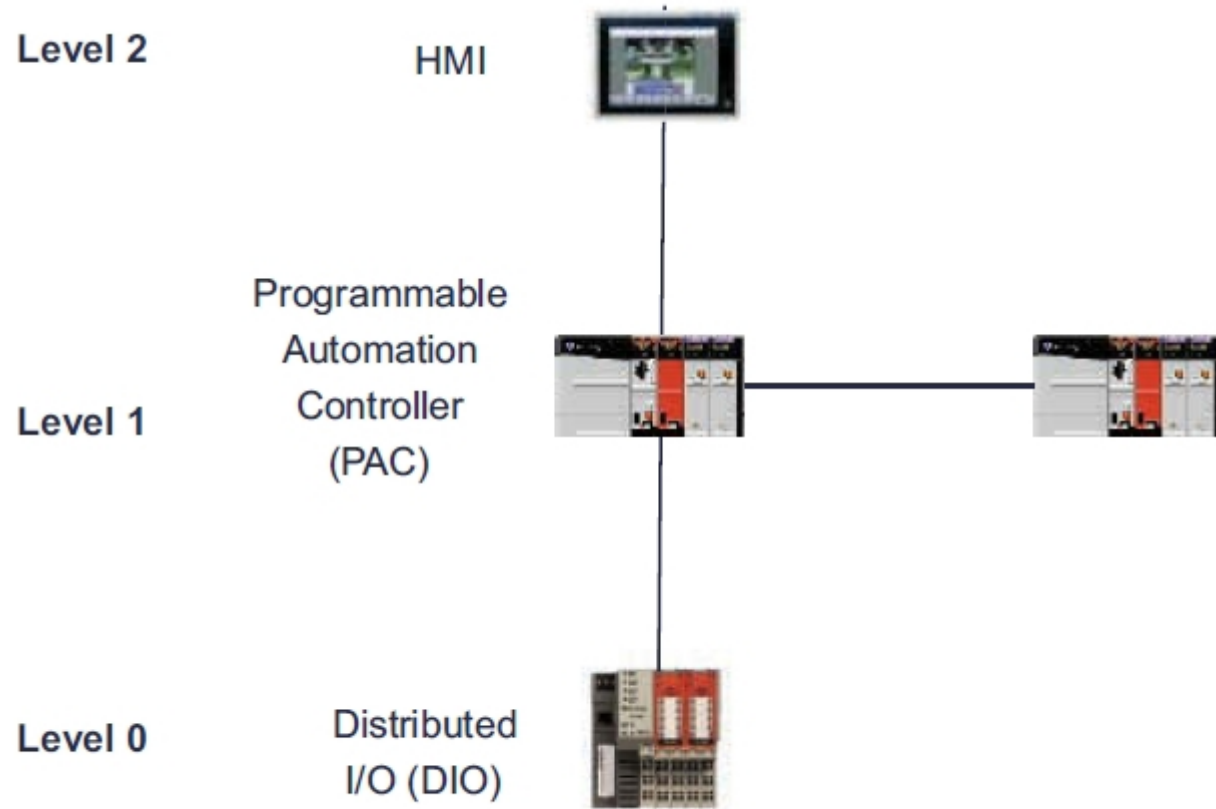 Level 2
HMI
Programmable
Automation
Controller
(PAC)
Level 1
Distributed
I/O (DIO)
Level 0